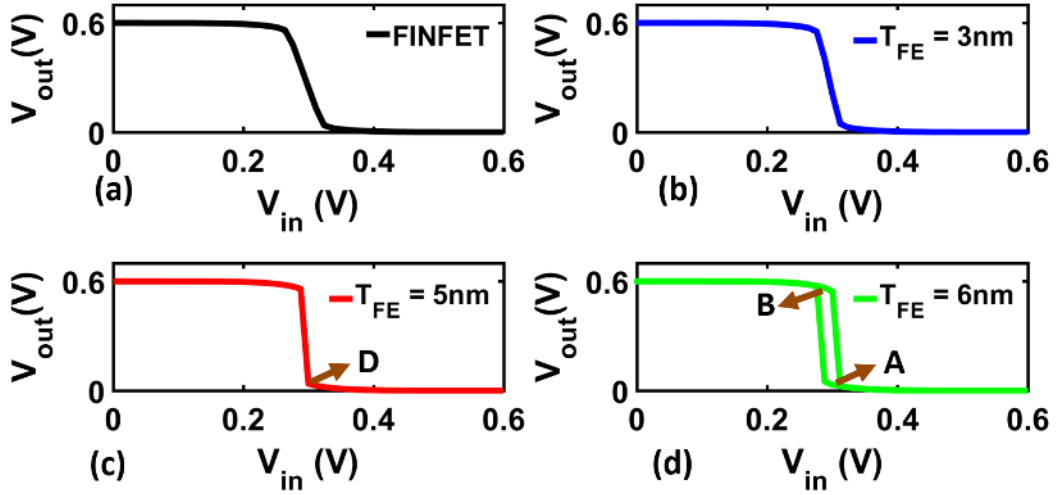 V_out(V)
0.6
0
FINFET
0 0.2 0.4 0.6
(a)
V_in (V)
V_out(V)
0.6
0
T_FE = 3nm
0 0.2 0.4 0.6
(b)
V_in (V)
V_out(V)
0.6
0
T_FE = 5nm
D
0 0.2 0.4 0.6
(c)
V_in (V)
V_out(V)
0.6
0
T_FE = 6nm
B
A
0 0.2 0.4 0.6
(d)
V_in (V)